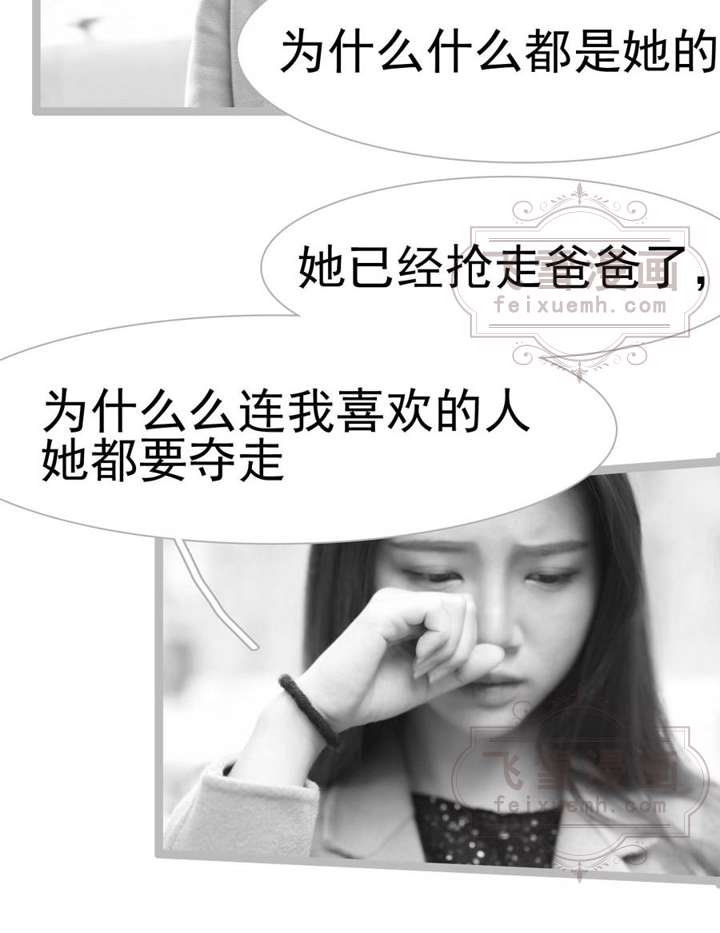 为什么什么都是她的
她已经抢走爸爸了，
飞雪漫画
feixuemh.com
为什么么连我喜欢的人
她都要夺走
飞雪漫画
feixuemh.com